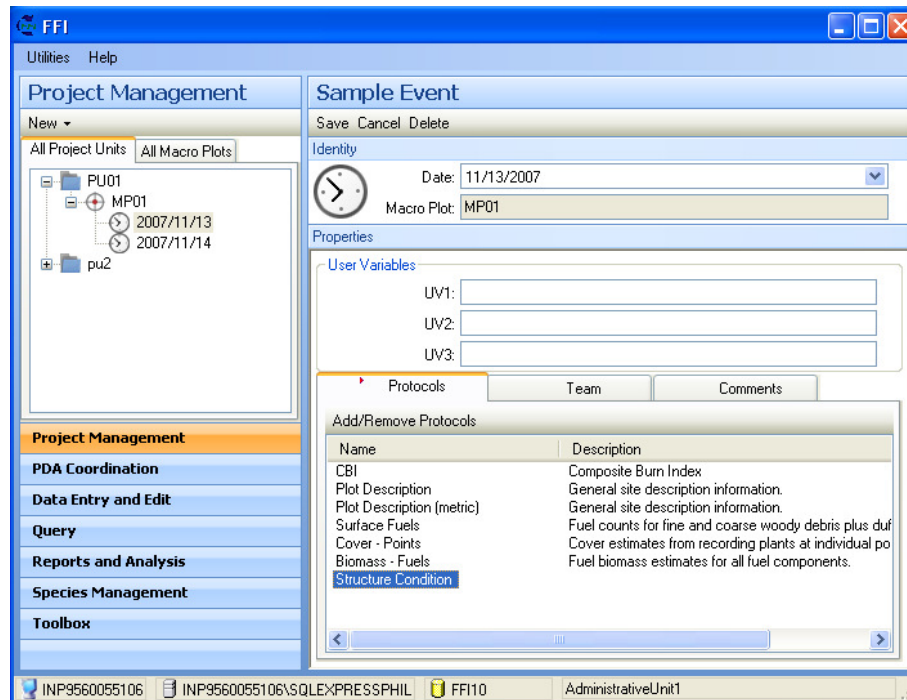 FFI
Utilities Help
Project Management
New
All Project Units All Macro Plots
PU01
MP01
2007/11/13
2007/11/14
pu2
Project Management
PDA Coordination
Data Entry and Edit
Query
Reports and Analysis
Species Management
Toolbox
Sample Event
Save Cancel Delete
Identity
Date: 11/13/2007
Macro Plot: MP01
Properties
User Variables
UV1:
UV2:
UV3:
Protocols Team Comments
Add/Remove Protocols
Name Description
CBI Composite Burn Index
Plot Description General site description information.
Plot Description (metric) General site description information.
Surface Fuels Fuel counts for fine and coarse woody debris plus duf
Cover - Points Cover estimates from recording plants at individual po
Biomass - Fuels Fuel biomass estimates for all fuel components.
Structure Condition
INP9560055106 INP9560055106\SQLEXPRESSPHIL FFI10 AdministrativeUnit1